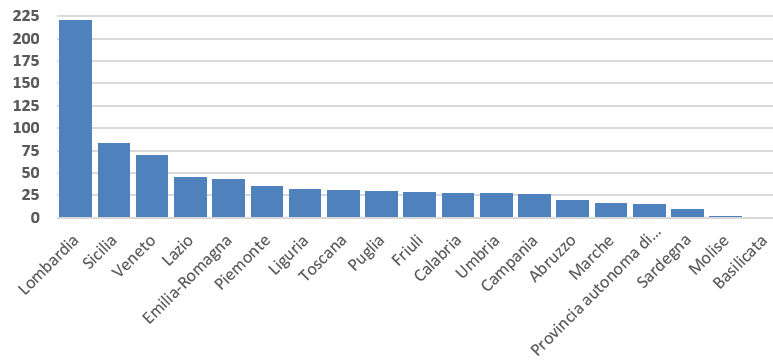 225
200
175
150
125
100
75
50
25
0
Lombardia
Sicilia
Veneto
Lazio
Emilia-Romagna
Piemonte
Liguria
Toscana
Puglia
Friuli
Calabria
Umbria
Campania
Abruzzo
Marche
Provincia autonoma di...
Sardegna
Molise
Basilicata